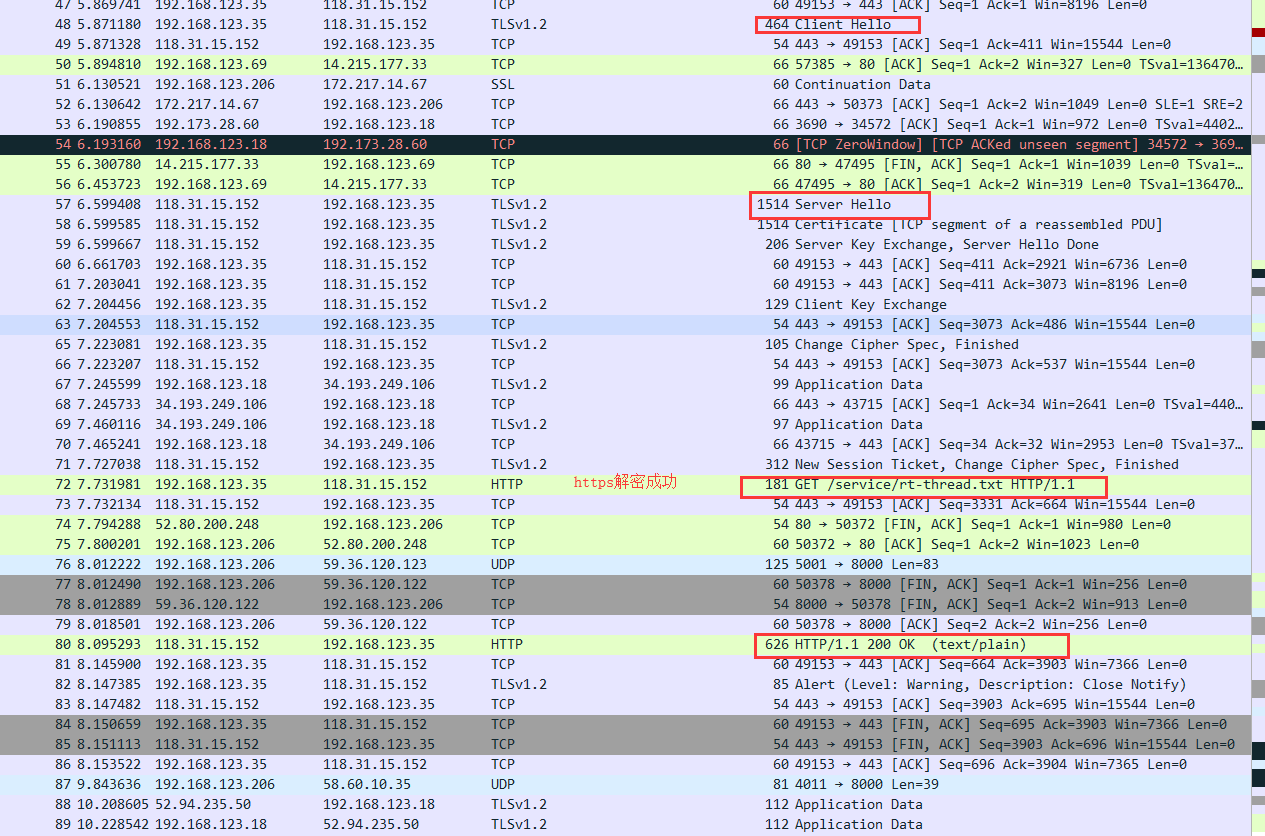 47 5.869741 192.168.123.35 118.31.15.152 TCP 60 49153 → 443 [ACK] Seq=1 Ack=1 Win=8196 Len=0
48 5.871180 192.168.123.35 118.31.15.152 TLSv1.2 464 Client Hello
49 5.871328 118.31.15.152 192.168.123.35 TCP 54 443 → 49153 [ACK] Seq=1 Ack=411 Win=15544 Len=0
50 5.894810 192.168.123.69 14.215.177.33 TCP 66 57385 → 80 [ACK] Seq=1 Ack=2 Win=327 Len=0 TSval=136470…
51 6.130521 192.168.123.206 172.217.14.67 SSL 60 Continuation Data
52 6.130642 172.217.14.67 192.168.123.206 TCP 66 443 → 50373 [ACK] Seq=1 Ack=2 Win=1049 Len=0 SLE=1 SRE=2
53 6.190855 192.173.28.60 192.168.123.18 TCP 66 3690 → 34572 [ACK] Seq=1 Ack=1 Win=972 Len=0 TSval=4402…
54 6.193160 192.168.123.18 192.173.28.60 TCP 66 [TCP ZeroWindow] [TCP ACKed unseen segment] 34572 → 369…
55 6.300780 14.215.177.33 192.168.123.69 TCP 66 80 → 47495 [FIN, ACK] Seq=1 Ack=1 Win=1039 Len=0 TSval=…
56 6.453723 192.168.123.69 14.215.177.33 TCP 66 47495 → 80 [ACK] Seq=1 Ack=2 Win=319 Len=0 TSval=136470…
57 6.599408 118.31.15.152 192.168.123.35 TLSv1.2 1514 Server Hello
58 6.599585 118.31.15.152 192.168.123.35 TLSv1.2 1514 Certificate [TCP segment of a reassembled PDU]
59 6.599667 118.31.15.152 192.168.123.35 TLSv1.2 206 Server Key Exchange, Server Hello Done
60 6.661703 192.168.123.35 118.31.15.152 TCP 60 49153 → 443 [ACK] Seq=411 Ack=2921 Win=6736 Len=0
61 7.203041 192.168.123.35 118.31.15.152 TCP 60 49153 → 443 [ACK] Seq=411 Ack=3073 Win=8196 Len=0
62 7.204456 192.168.123.35 118.31.15.152 TLSv1.2 129 Client Key Exchange
63 7.204553 118.31.15.152 192.168.123.35 TCP 54 443 → 49153 [ACK] Seq=3073 Ack=486 Win=15544 Len=0
65 7.223081 192.168.123.35 118.31.15.152 TLSv1.2 105 Change Cipher Spec, Finished
66 7.223207 118.31.15.152 192.168.123.35 TCP 54 443 → 49153 [ACK] Seq=3073 Ack=537 Win=15544 Len=0
67 7.245599 192.168.123.18 34.193.249.106 TLSv1.2 99 Application Data
68 7.245733 34.193.249.106 192.168.123.18 TCP 66 443 → 43715 [ACK] Seq=1 Ack=34 Win=2641 Len=0 TSval=440…
69 7.460116 34.193.249.106 192.168.123.18 TLSv1.2 97 Application Data
70 7.465241 192.168.123.18 34.193.249.106 TCP 66 43715 → 443 [ACK] Seq=34 Ack=32 Win=2953 Len=0 TSval=37…
71 7.727038 118.31.15.152 192.168.123.35 TLSv1.2 312 New Session Ticket, Change Cipher Spec, Finished
72 7.731981 192.168.123.35 118.31.15.152 HTTP https解密成功 181 GET /service/rt-thread.txt HTTP/1.1
73 7.732134 118.31.15.152 192.168.123.35 TCP 54 443 → 49153 [ACK] Seq=3331 Ack=664 Win=15544 Len=0
74 7.794288 52.80.200.248 192.168.123.206 TCP 54 80 → 50372 [FIN, ACK] Seq=1 Ack=1 Win=980 Len=0
75 7.800201 192.168.123.206 52.80.200.248 TCP 60 50372 → 80 [ACK] Seq=1 Ack=2 Win=1023 Len=0
76 8.012222 192.168.123.206 59.36.120.123 UDP 125 5001 → 8000 Len=83
77 8.012490 192.168.123.206 59.36.120.122 TCP 60 50378 → 8000 [FIN, ACK] Seq=1 Ack=1 Win=256 Len=0
78 8.012889 59.36.120.122 192.168.123.206 TCP 54 8000 → 50378 [FIN, ACK] Seq=1 Ack=2 Win=913 Len=0
79 8.018501 192.168.123.206 59.36.120.122 TCP 60 50378 → 8000 [ACK] Seq=2 Ack=2 Win=256 Len=0
80 8.095293 118.31.15.152 192.168.123.35 HTTP 626 HTTP/1.1 200 OK (text/plain)
81 8.145900 192.168.123.35 118.31.15.152 TCP 60 49153 → 443 [ACK] Seq=664 Ack=3903 Win=7366 Len=0
82 8.147385 192.168.123.35 118.31.15.152 TLSv1.2 85 Alert (Level: Warning, Description: Close Notify)
83 8.147482 118.31.15.152 192.168.123.35 TCP 54 443 → 49153 [ACK] Seq=3903 Ack=695 Win=15544 Len=0
84 8.150659 192.168.123.35 118.31.15.152 TCP 60 49153 → 443 [FIN, ACK] Seq=695 Ack=3903 Win=7366 Len=0
85 8.151113 118.31.15.152 192.168.123.35 TCP 54 443 → 49153 [FIN, ACK] Seq=3903 Ack=696 Win=15544 Len=0
86 8.153522 192.168.123.35 118.31.15.152 TCP 60 49153 → 443 [ACK] Seq=696 Ack=3904 Win=7365 Len=0
87 9.843636 192.168.123.206 58.60.10.35 UDP 81 4011 → 8000 Len=39
88 10.208605 52.94.235.50 192.168.123.18 TLSv1.2 112 Application Data
89 10.228542 192.168.123.18 52.94.235.50 TLSv1.2 112 Application Data